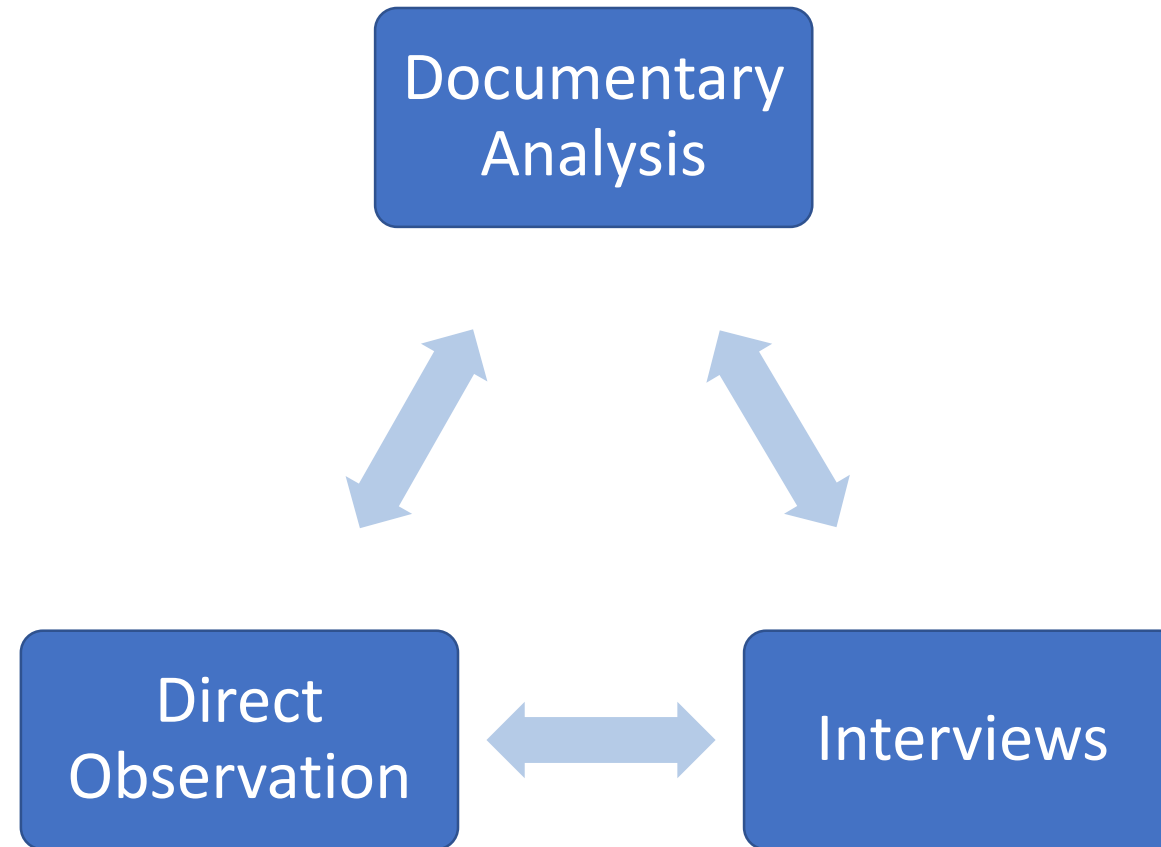 Documentary
Analysis
Direct
Observation
Interviews